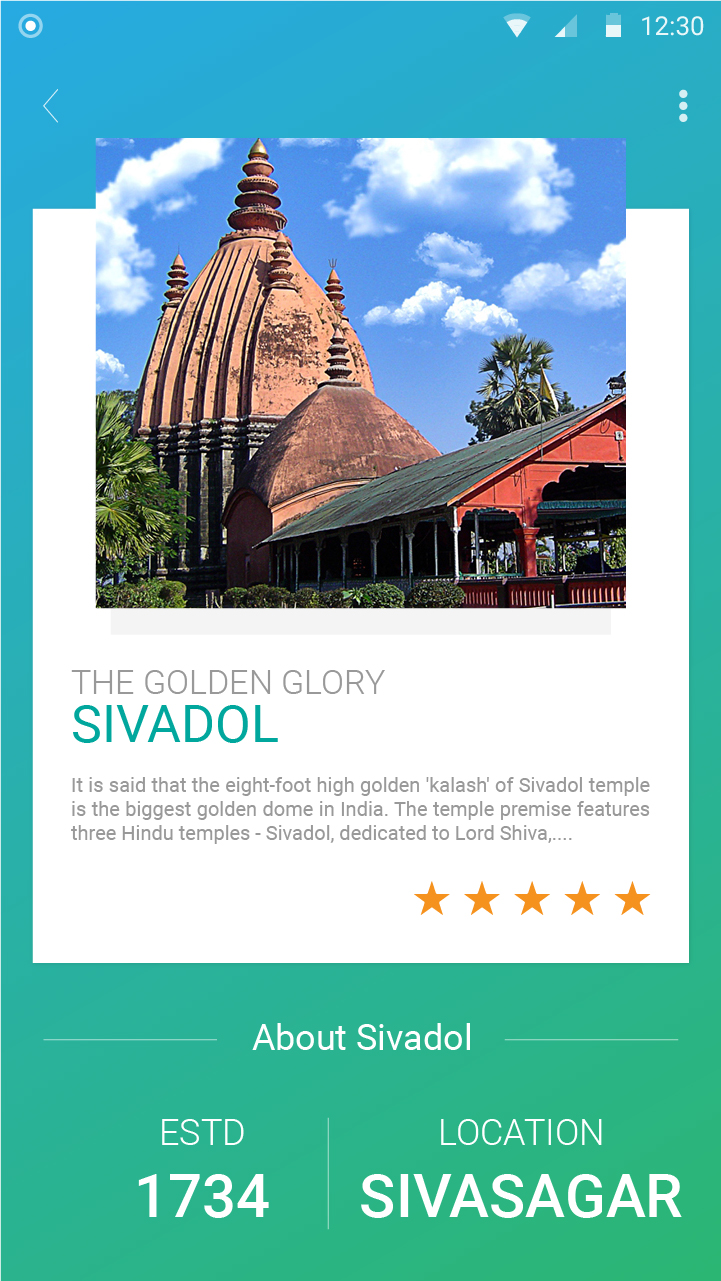 12:30
THE GOLDEN GLORY
SIVADOL
It is said that the eight-foot high golden 'kalash' of Sivadol temple
is the biggest golden dome in India. The temple premise features
three Hindu temples - Sivadol, dedicated to Lord Shiva,....
About Sivadol
ESTD
1734
LOCATION
SIVASAGAR